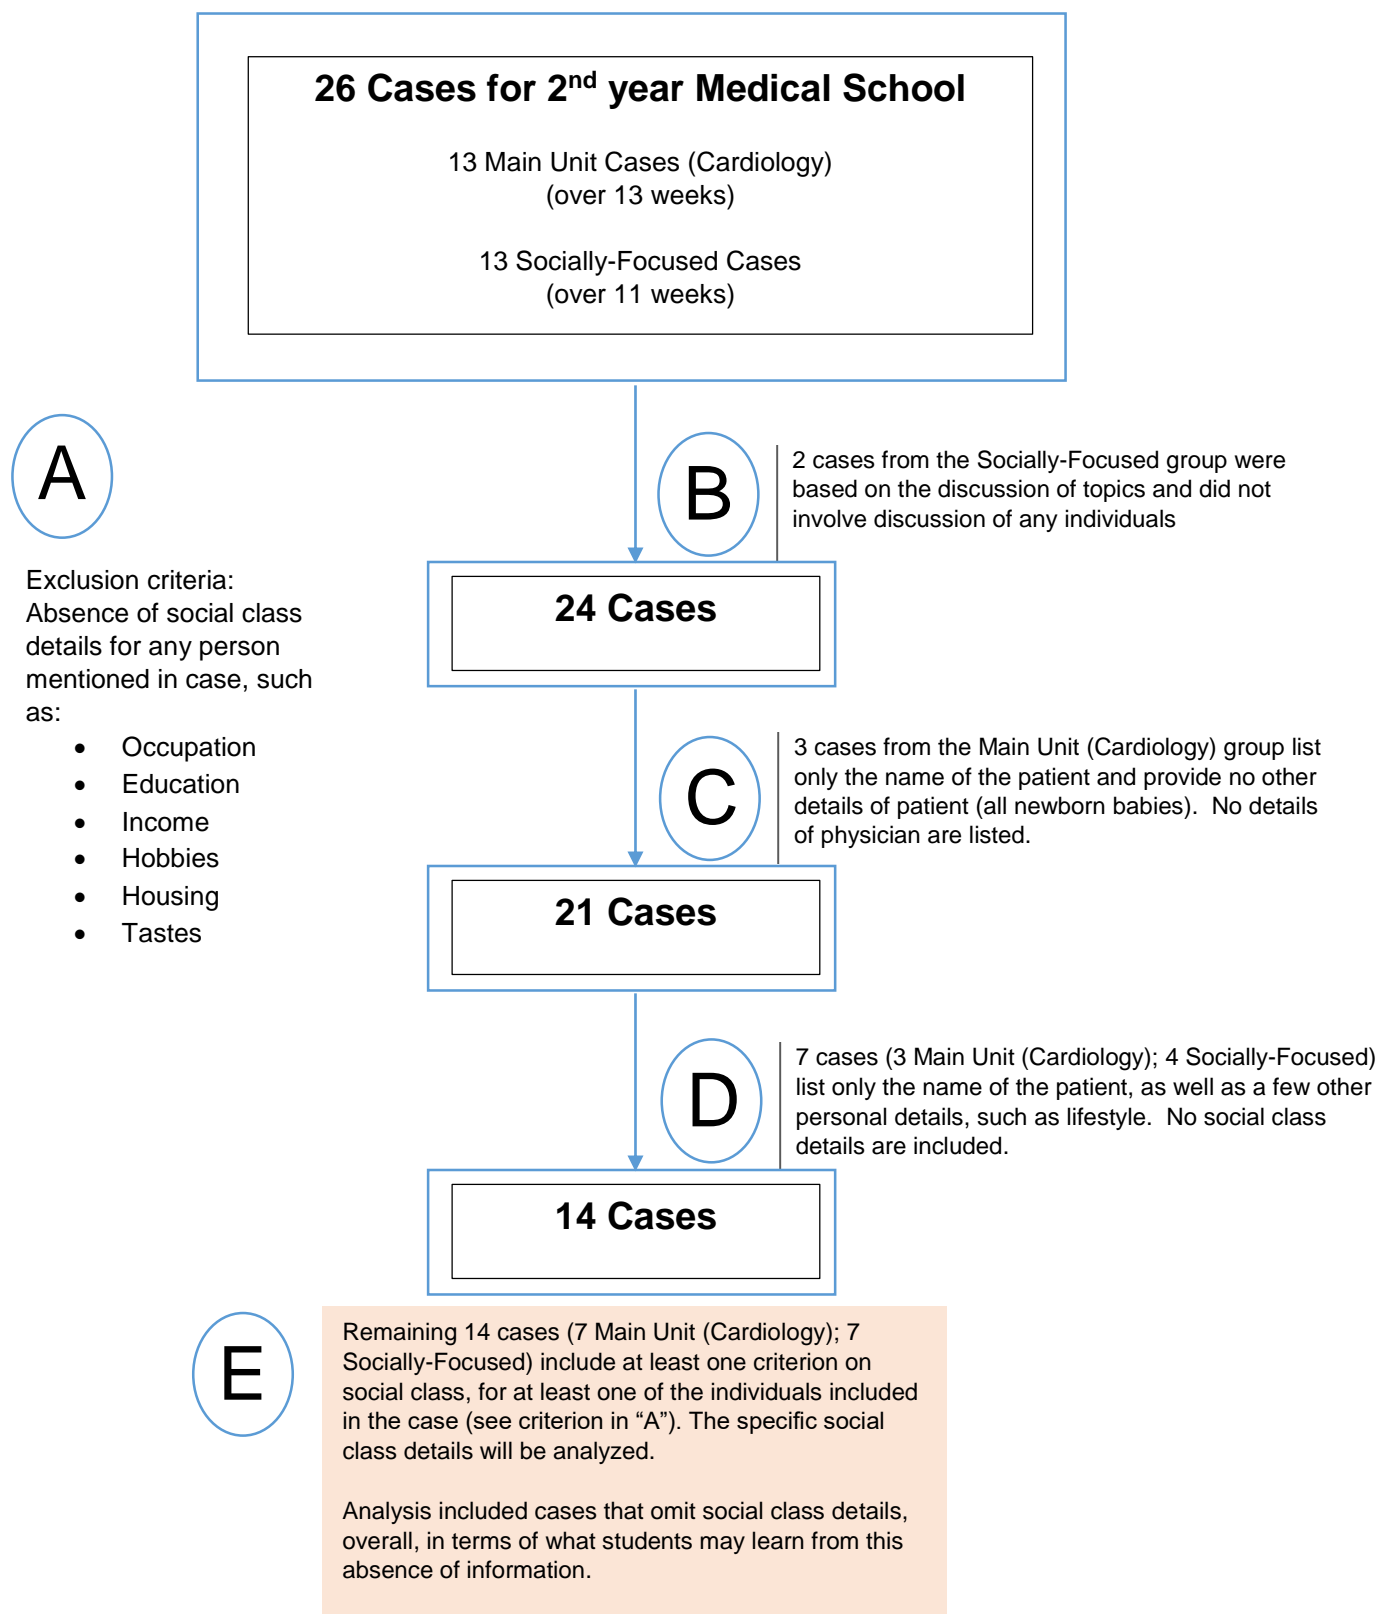 26 Cases for 2nd year Medical School
13 Main Unit Cases (Cardiology)
(over 13 weeks)
13 Socially-Focused Cases
(over 11 weeks)
A
Exclusion criteria:
Absence of social class
details for any person
mentioned in case, such
as:
• Occupation
• Education
• Income
• Hobbies
• Housing
• Tastes
B
2 cases from the Socially-Focused group were
based on the discussion of topics and did not
involve discussion of any individuals
24 Cases
C
3 cases from the Main Unit (Cardiology) group list
only the name of the patient and provide no other
details of patient (all newborn babies).  No details
of physician are listed.
21 Cases
D
7 cases (3 Main Unit (Cardiology); 4 Socially-Focused)
list only the name of the patient, as well as a few other
personal details, such as lifestyle.  No social class
details are included.
14 Cases
E
Remaining 14 cases (7 Main Unit (Cardiology); 7
Socially-Focused) include at least one criterion on
social class, for at least one of the individuals included
in the case (see criterion in “A”). The specific social
class details will be analyzed.
Analysis included cases that omit social class details,
overall, in terms of what students may learn from this
absence of information.